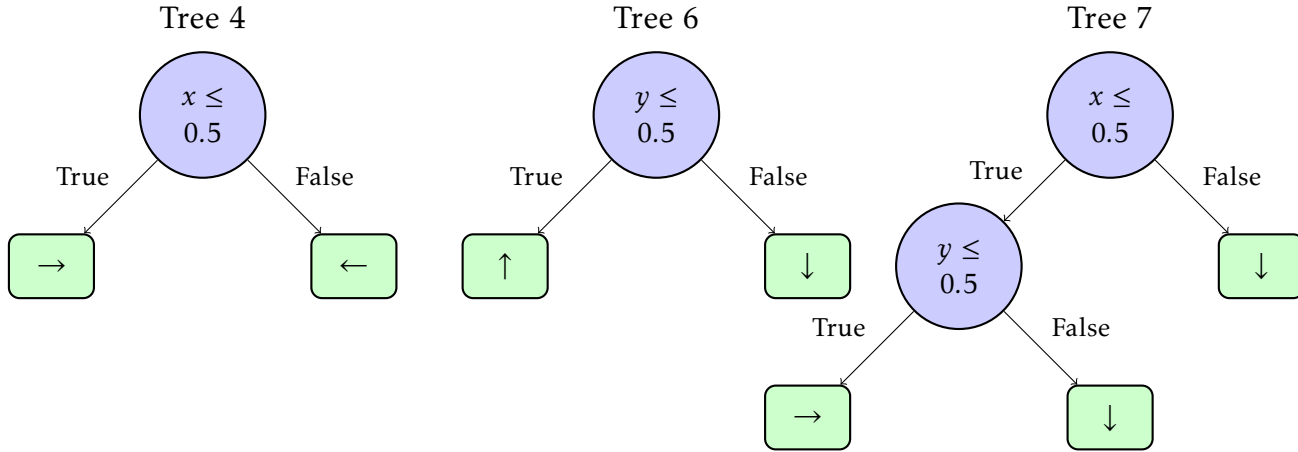 Tree 4
x ≤
0.5
True
False
→
←
Tree 6
y ≤
0.5
True
False
↑
↓
Tree 7
x ≤
0.5
True
False
y ≤
0.5
↓
True
False
→
↓